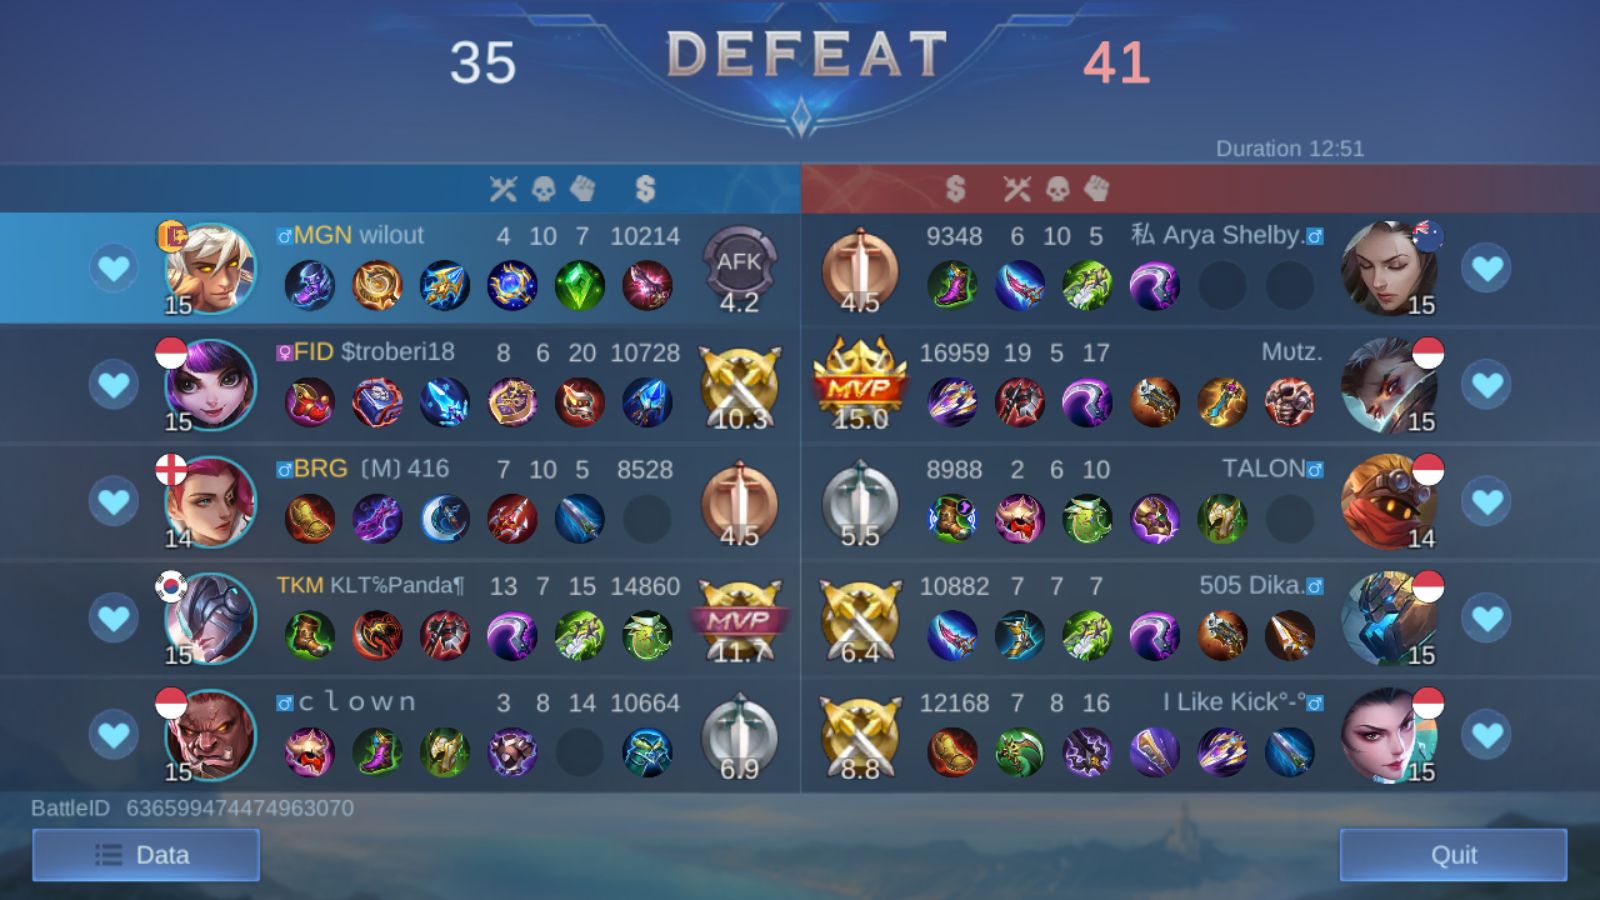 35 DEFEAT 41
Duration 12:51
MGN wilout 4 10 7 10214 AFK 4.2 15
4.5 9348 6 10 5 私 Arya Shelby. 15
FID $troberi18 8 6 20 10728 10.3 15
MVP 15.0 16959 19 5 17 Mυtz. 15
BRG〔M〕416 7 10 5 8528 4.5 14
5.5 8988 2 6 10 TALON 14
TKM KLT%Panda¶ 13 7 15 14860 MVP 11.7 15
6.4 10882 7 7 7 505 Dika. 15
c l o w n 3 8 14 10664 6.9 15
8.8 12168 7 8 16 I Like Kick°-° 15
BattleID 636599474474963070
Data
Quit